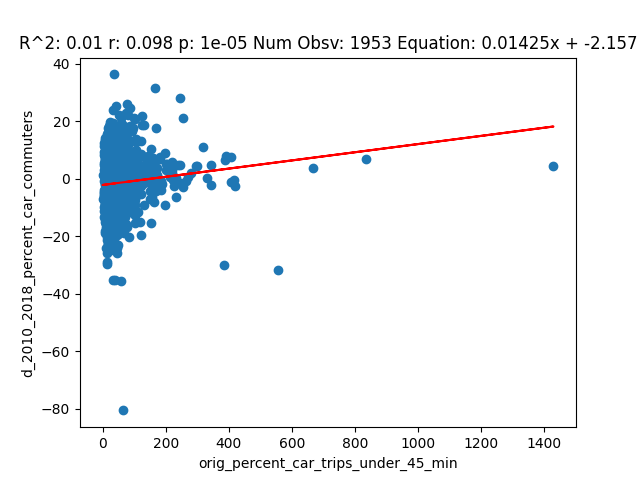 R^2: 0.01 r: 0.098 p: 1e-05 Num Obsv: 1953 Equation: 0.01425x + -2.157
40
20
0
−20
−40
−60
−80
d_2010_2018_percent_car_commuters
0 200 400 600 800 1000 1200 1400
orig_percent_car_trips_under_45_min